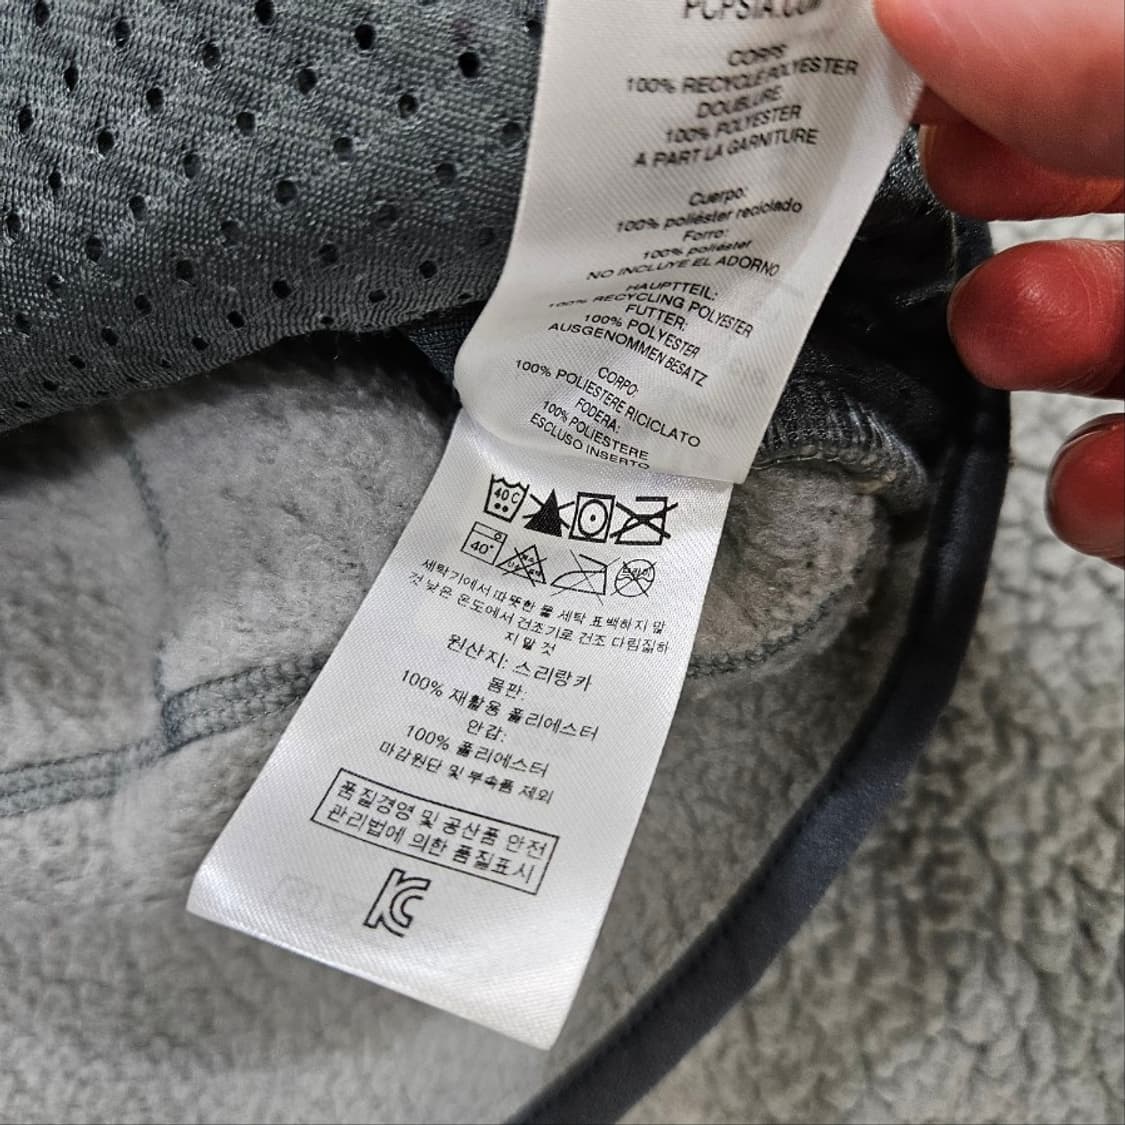 PCPSIA.COM
CORPS
100% RECYCLE POLYESTER
DOUBLURE:
100% POLYESTER
A PART LA GARNITURE
Cuerpo:
100% poliéster reciclado
Forro:
100% poliéster
NO INCLUYE EL ADORNO
HAUPTTEIL:
100% RECYCLING POLYESTER
FUTTER:
100% POLYESTER
AUSGENOMMEN BESATZ
CORPO:
100% POLIESTERE RICICLATO
FODERA:
100% POLIESTERE
ESCLUSO INSERTO
40 C
40°
세탁기에서 따뜻한 물 세탁 표백하지 말
것 낮은 온도에서 건조기로 건조 다림질하
지 말 것
원산지: 스리랑카
몸판:
100% 재활용 폴리에스터
안감:
100% 폴리에스터
마감원단 및 부속품 제외
품질경영 및 공산품 안전
관리법에 의한 품질표시
KC